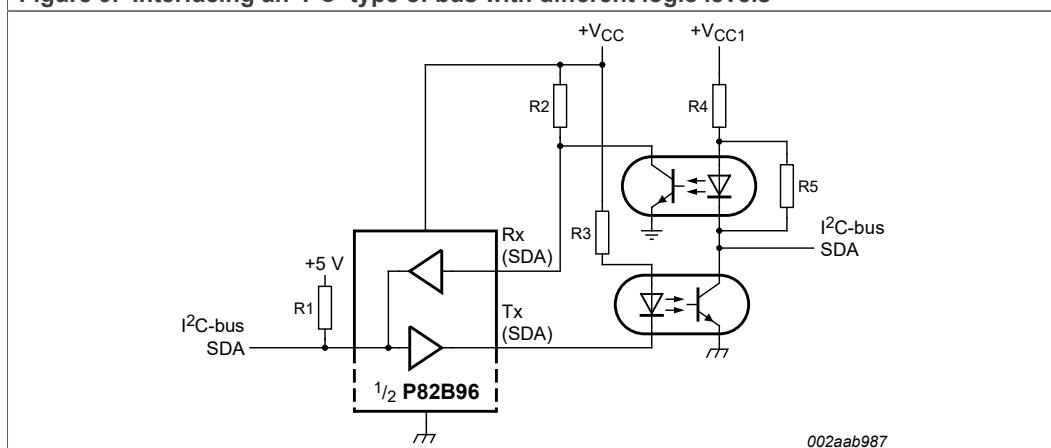 Figure 9. Interfacing an 'I²C' type of bus with different logic levels
+VCC
+VCC1
R2
R4
R5
I²C-bus
SDA
R3
Rx
(SDA)
+5 V
R1
Tx
(SDA)
I²C-bus
SDA
1/2 P82B96
002aab987